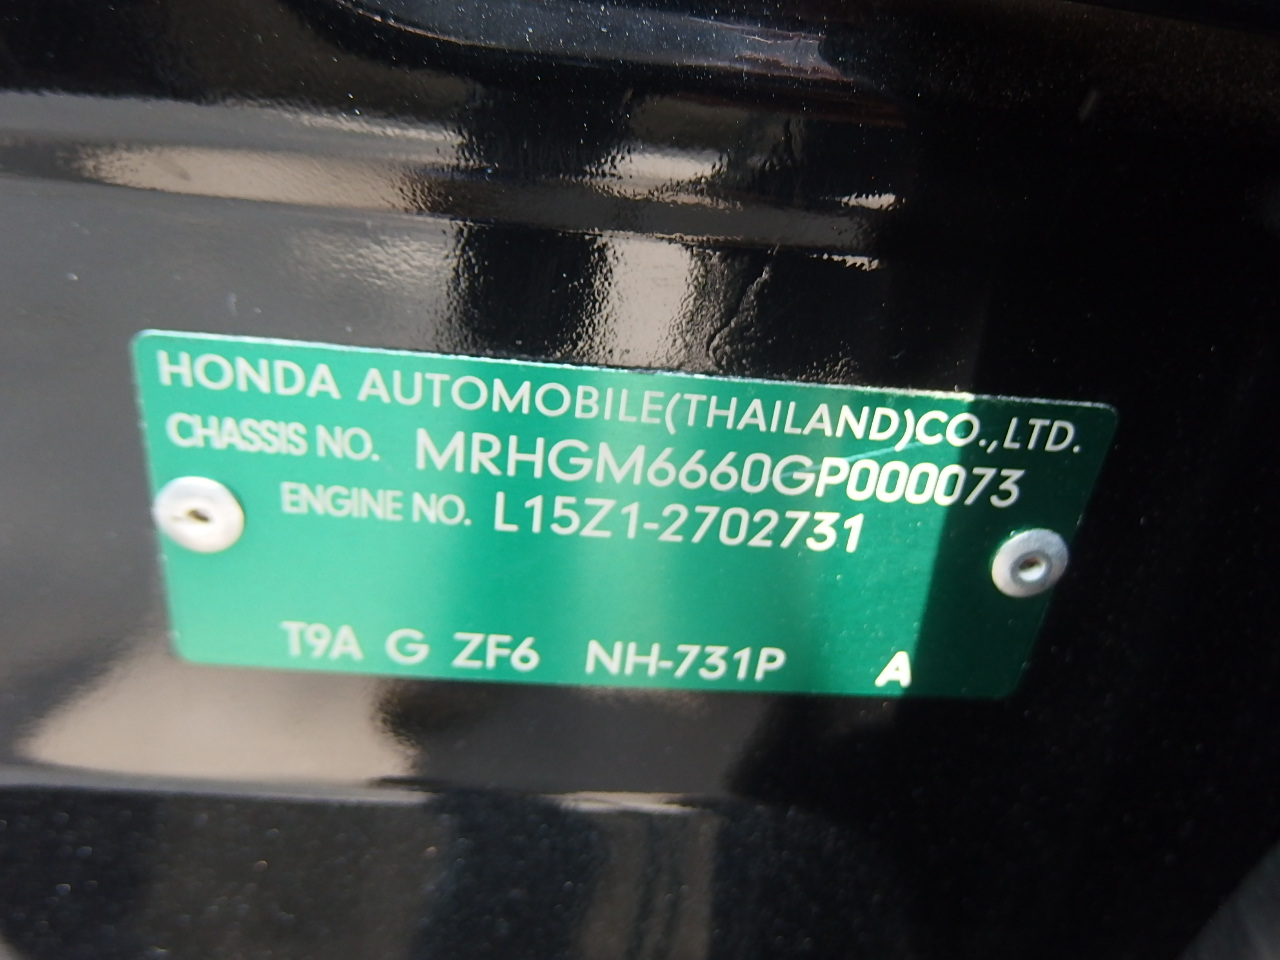 HONDA AUTOMOBILE(THAILAND)CO.,LTD.
CHASSIS NO. MRHGM6660GP000073
ENGINE NO. L15Z1-2702731
T9A G ZF6 NH-731P A